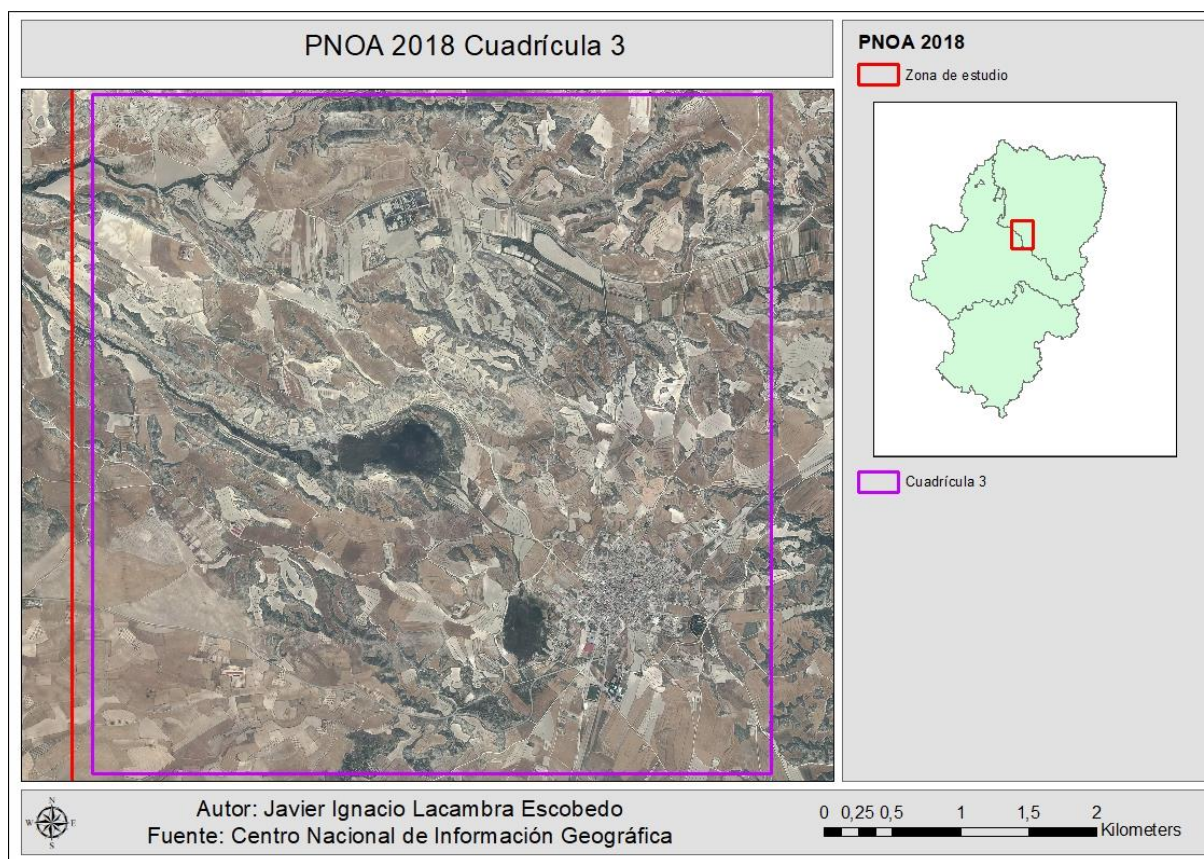 PNOA 2018 Cuadrícula 3
PNOA 2018
Zona de estudio
Cuadrícula 3
N
W E
S
Autor: Javier Ignacio Lacambra Escobedo
Fuente: Centro Nacional de Información Geográfica
0 0,25 0,5 1 1,5 2
Kilometers